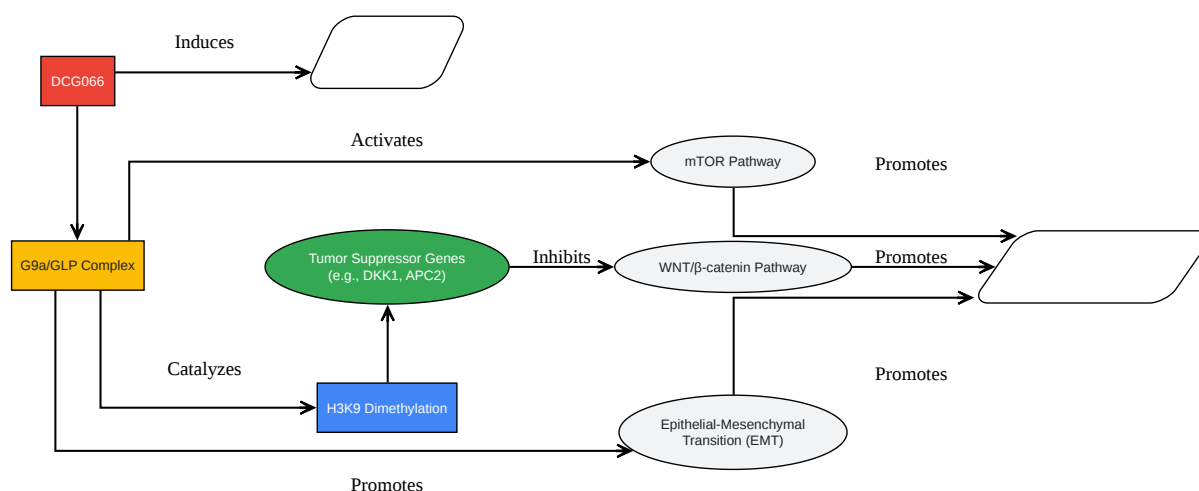 Induces
DCG066
Activates
mTOR Pathway
Promotes
G9a/GLP Complex
Tumor Suppressor Genes
(e.g., DKK1, APC2)
Inhibits
WNT/β-catenin Pathway
Promotes
Catalyzes
H3K9 Dimethylation
Promotes
Epithelial-Mesenchymal
Transition (EMT)
Promotes